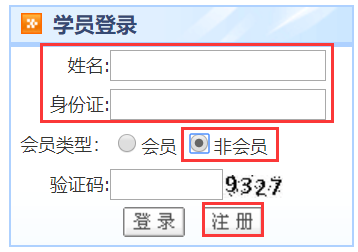 学员登录
姓名:
身份证:
会员类型： 会员 非会员
验证码: 9327
登 录 注 册